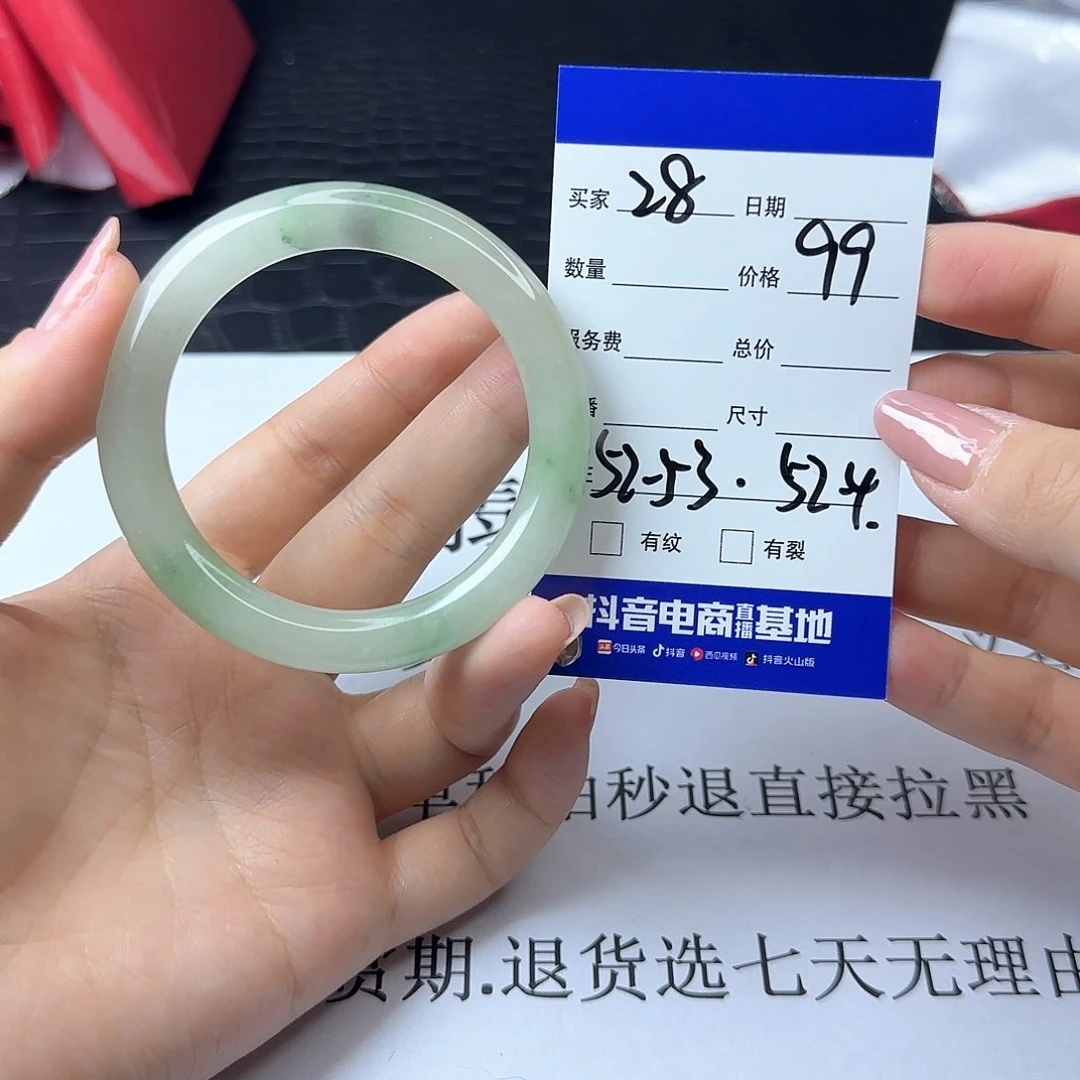 买家 28 日期
数量 价格 99
服务费 总价
播 尺寸
52-53. 524.
有纹 有裂
抖音电商直播基地
今日头条 抖音 西瓜视频 抖音火山版
秒退直接拉黑
货期.退货选七天无理由